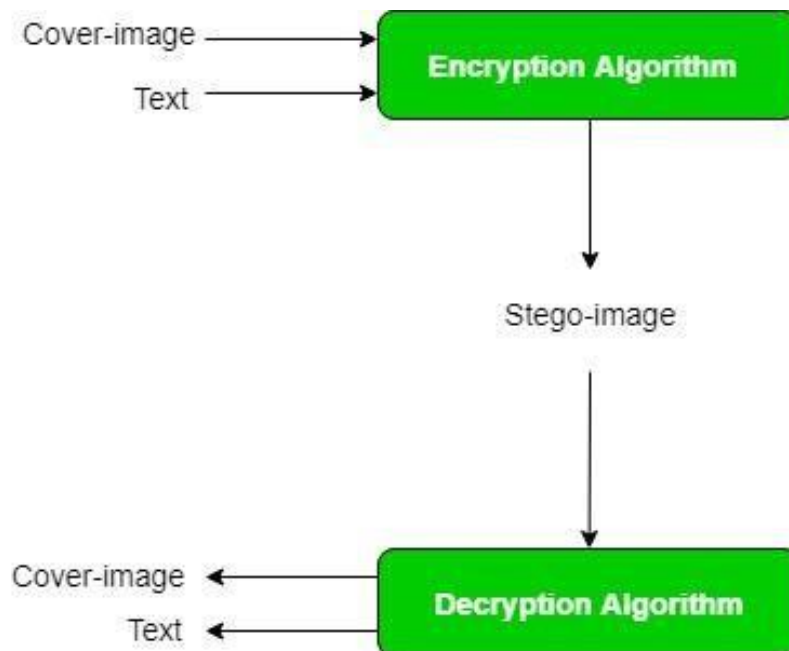 Cover-image
Encryption Algorithm
Text
Stego-image
Cover-image
Decryption Algorithm
Text